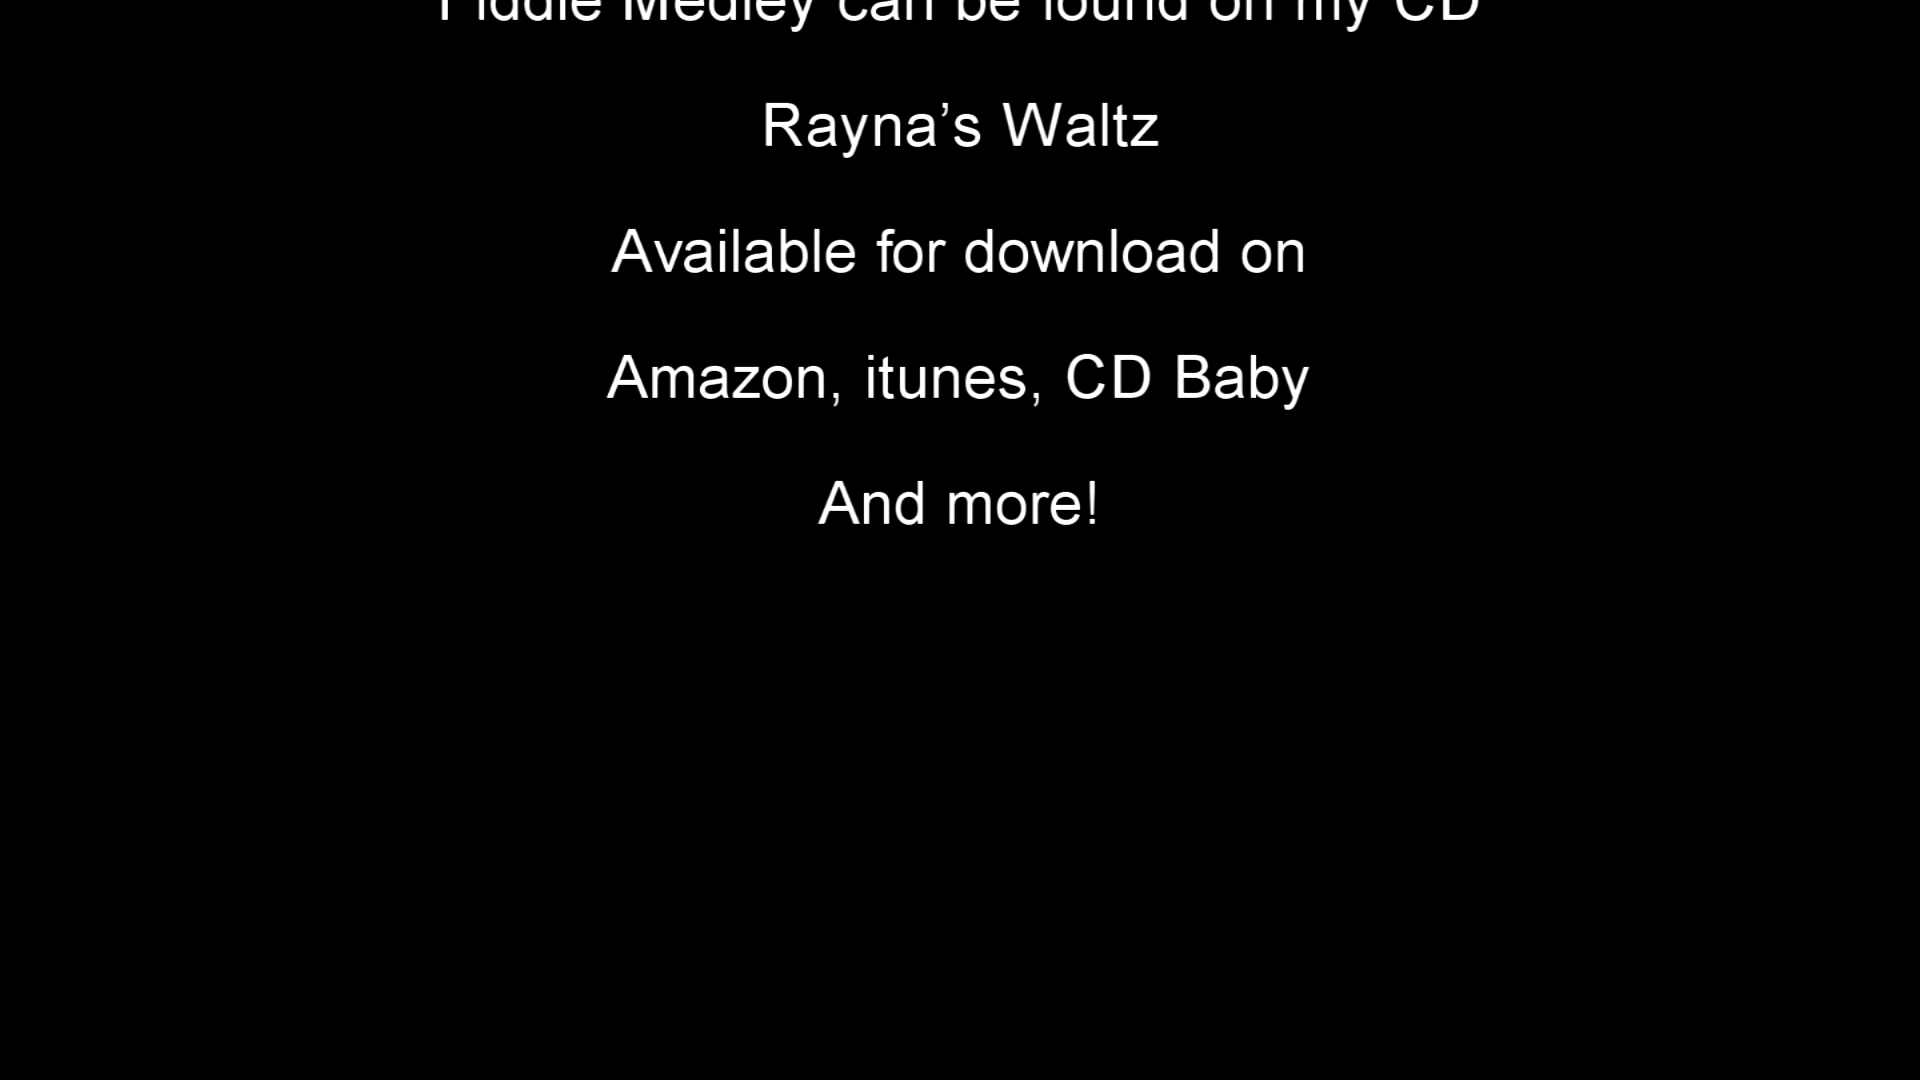 Fiddle Medley can be found on my CD
Rayna’s Waltz
Available for download on
Amazon, itunes, CD Baby
And more!